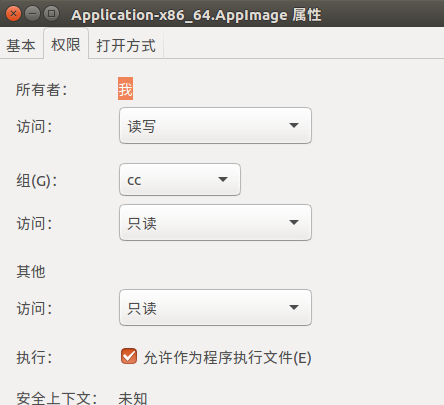 Application-x86_64.AppImage 属性
基本 权限 打开方式
所有者： 我
访问： 读写
组(G)： cc
访问： 只读
其他
访问： 只读
执行： 允许作为程序执行文件(E)
安全上下文： 未知